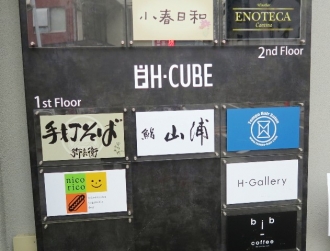 小春日和
ENOTECA
2nd Floor
H·CUBE
1st Floor
手打そば
鮨 山浦
nico
rico
H-Gallery
b j b
coffee